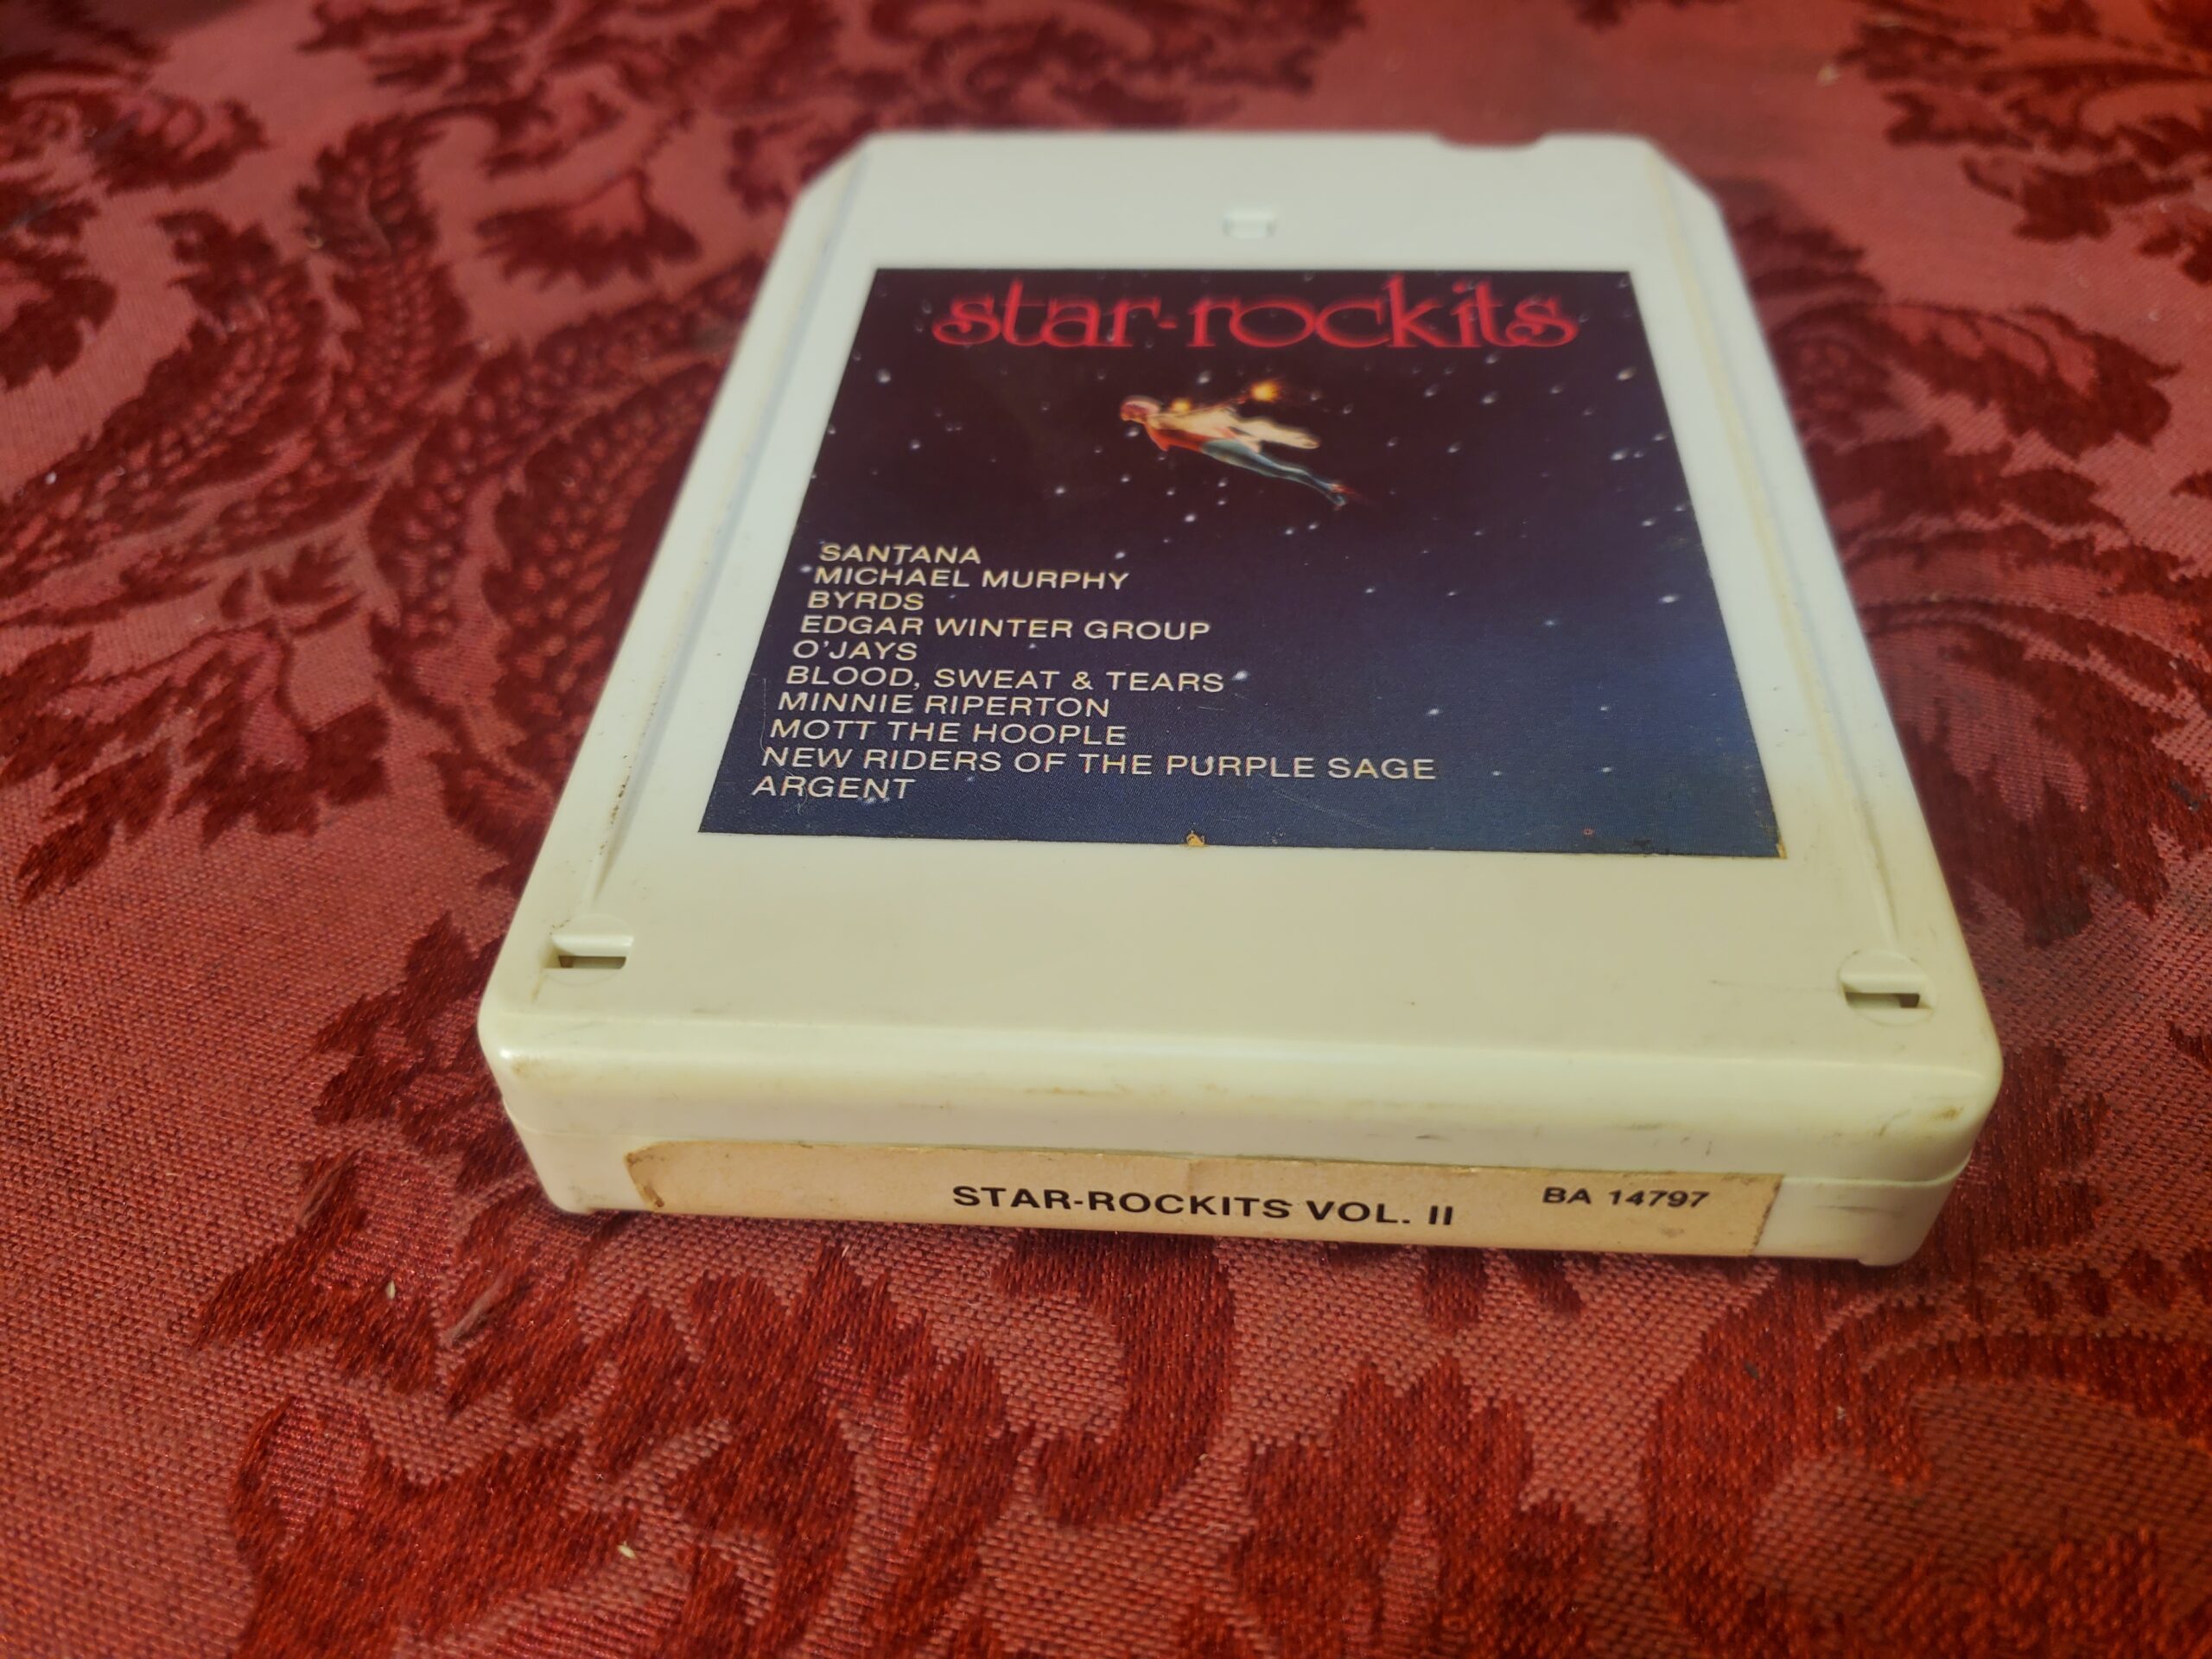 star-rockits
SANTANA
MICHAEL MURPHY
BYRDS
EDGAR WINTER GROUP
O'JAYS
BLOOD, SWEAT & TEARS
MINNIE RIPERTON
MOTT THE HOOPLE
NEW RIDERS OF THE PURPLE SAGE
ARGENT
STAR-ROCKITS VOL. II BA 14797